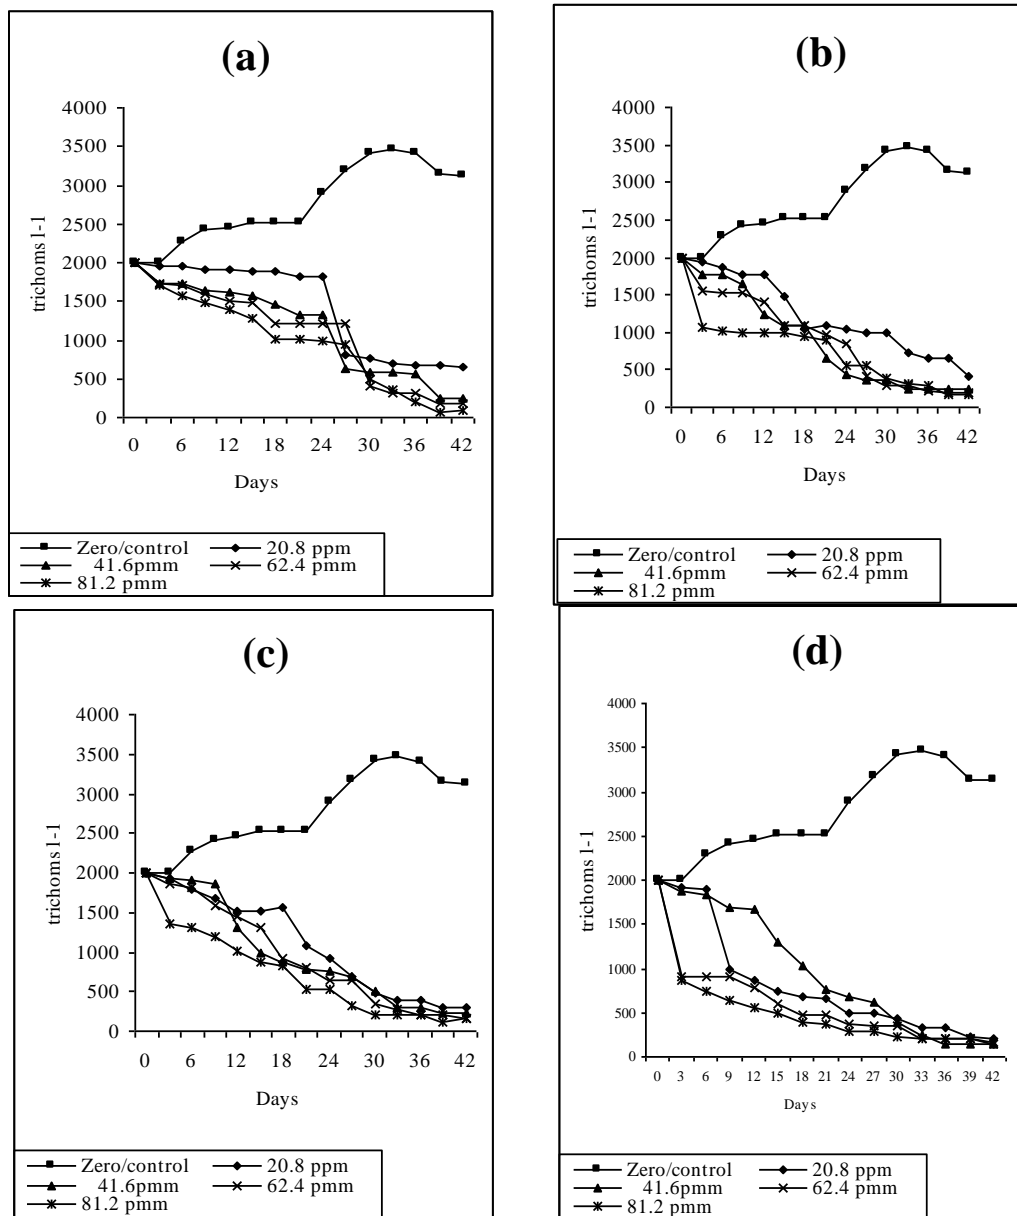 (a)
4000
3500
3000
2500
2000
1500
1000
500
0
trichoms l-1
0 6 12 18 24 30 36 42
Days
Zero/control 20.8 ppm
41.6pmm 62.4 pmm
81.2 pmm
(b)
4000
3500
3000
2500
2000
1500
1000
500
0
trichoms l-1
0 6 12 18 24 30 36 42
Days
Zero/control 20.8 ppm
41.6pmm 62.4 pmm
81.2 pmm
(c)
4000
3500
3000
2500
2000
1500
1000
500
0
trichoms l-1
0 6 12 18 24 30 36 42
Days
Zero/control 20.8 ppm
41.6pmm 62.4 pmm
81.2 pmm
(d)
4000
3500
3000
2500
2000
1500
1000
500
0
trichoms l-1
0 3 6 9 12 15 18 21 24 27 30 33 36 39 42
Days
Zero/control 20.8 ppm
41.6pmm 62.4 pmm
81.2 pmm